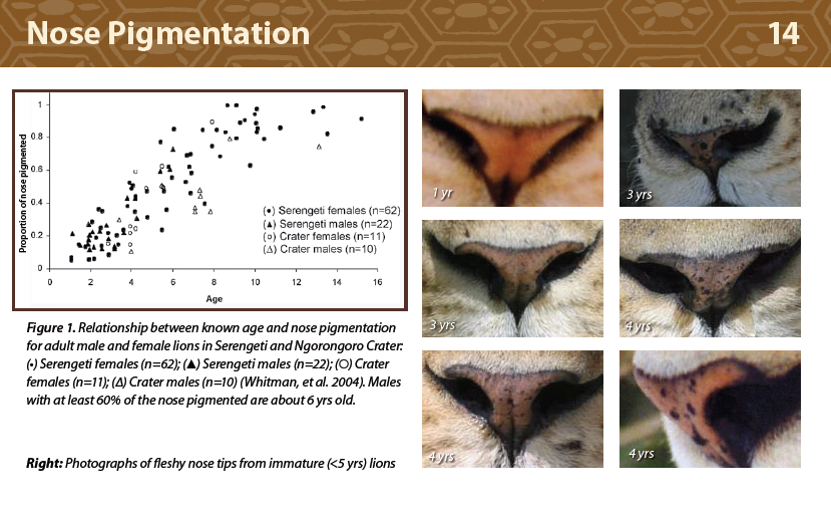 Nose Pigmentation
14
Proportion of nose pigmented
1
0.8
0.6
0.4
0.2
0
0 2 4 6 8 10 12 14 16
Age
(•) Serengeti females (n=62)
(▲) Serengeti males (n=22)
(○) Crater females (n=11)
(△) Crater males (n=10)
Figure 1. Relationship between known age and nose pigmentation
for adult male and female lions in Serengeti and Ngorongoro Crater:
(•) Serengeti females (n=62); (▲) Serengeti males (n=22); (○) Crater
females (n=11); (∆) Crater males (n=10) (Whitman, et al. 2004). Males
with at least 60% of the nose pigmented are about 6 yrs old.
Right: Photographs of fleshy nose tips from immature (<5 yrs) lions
1 yr
3 yrs
3 yrs
4 yrs
4 yrs
4 yrs